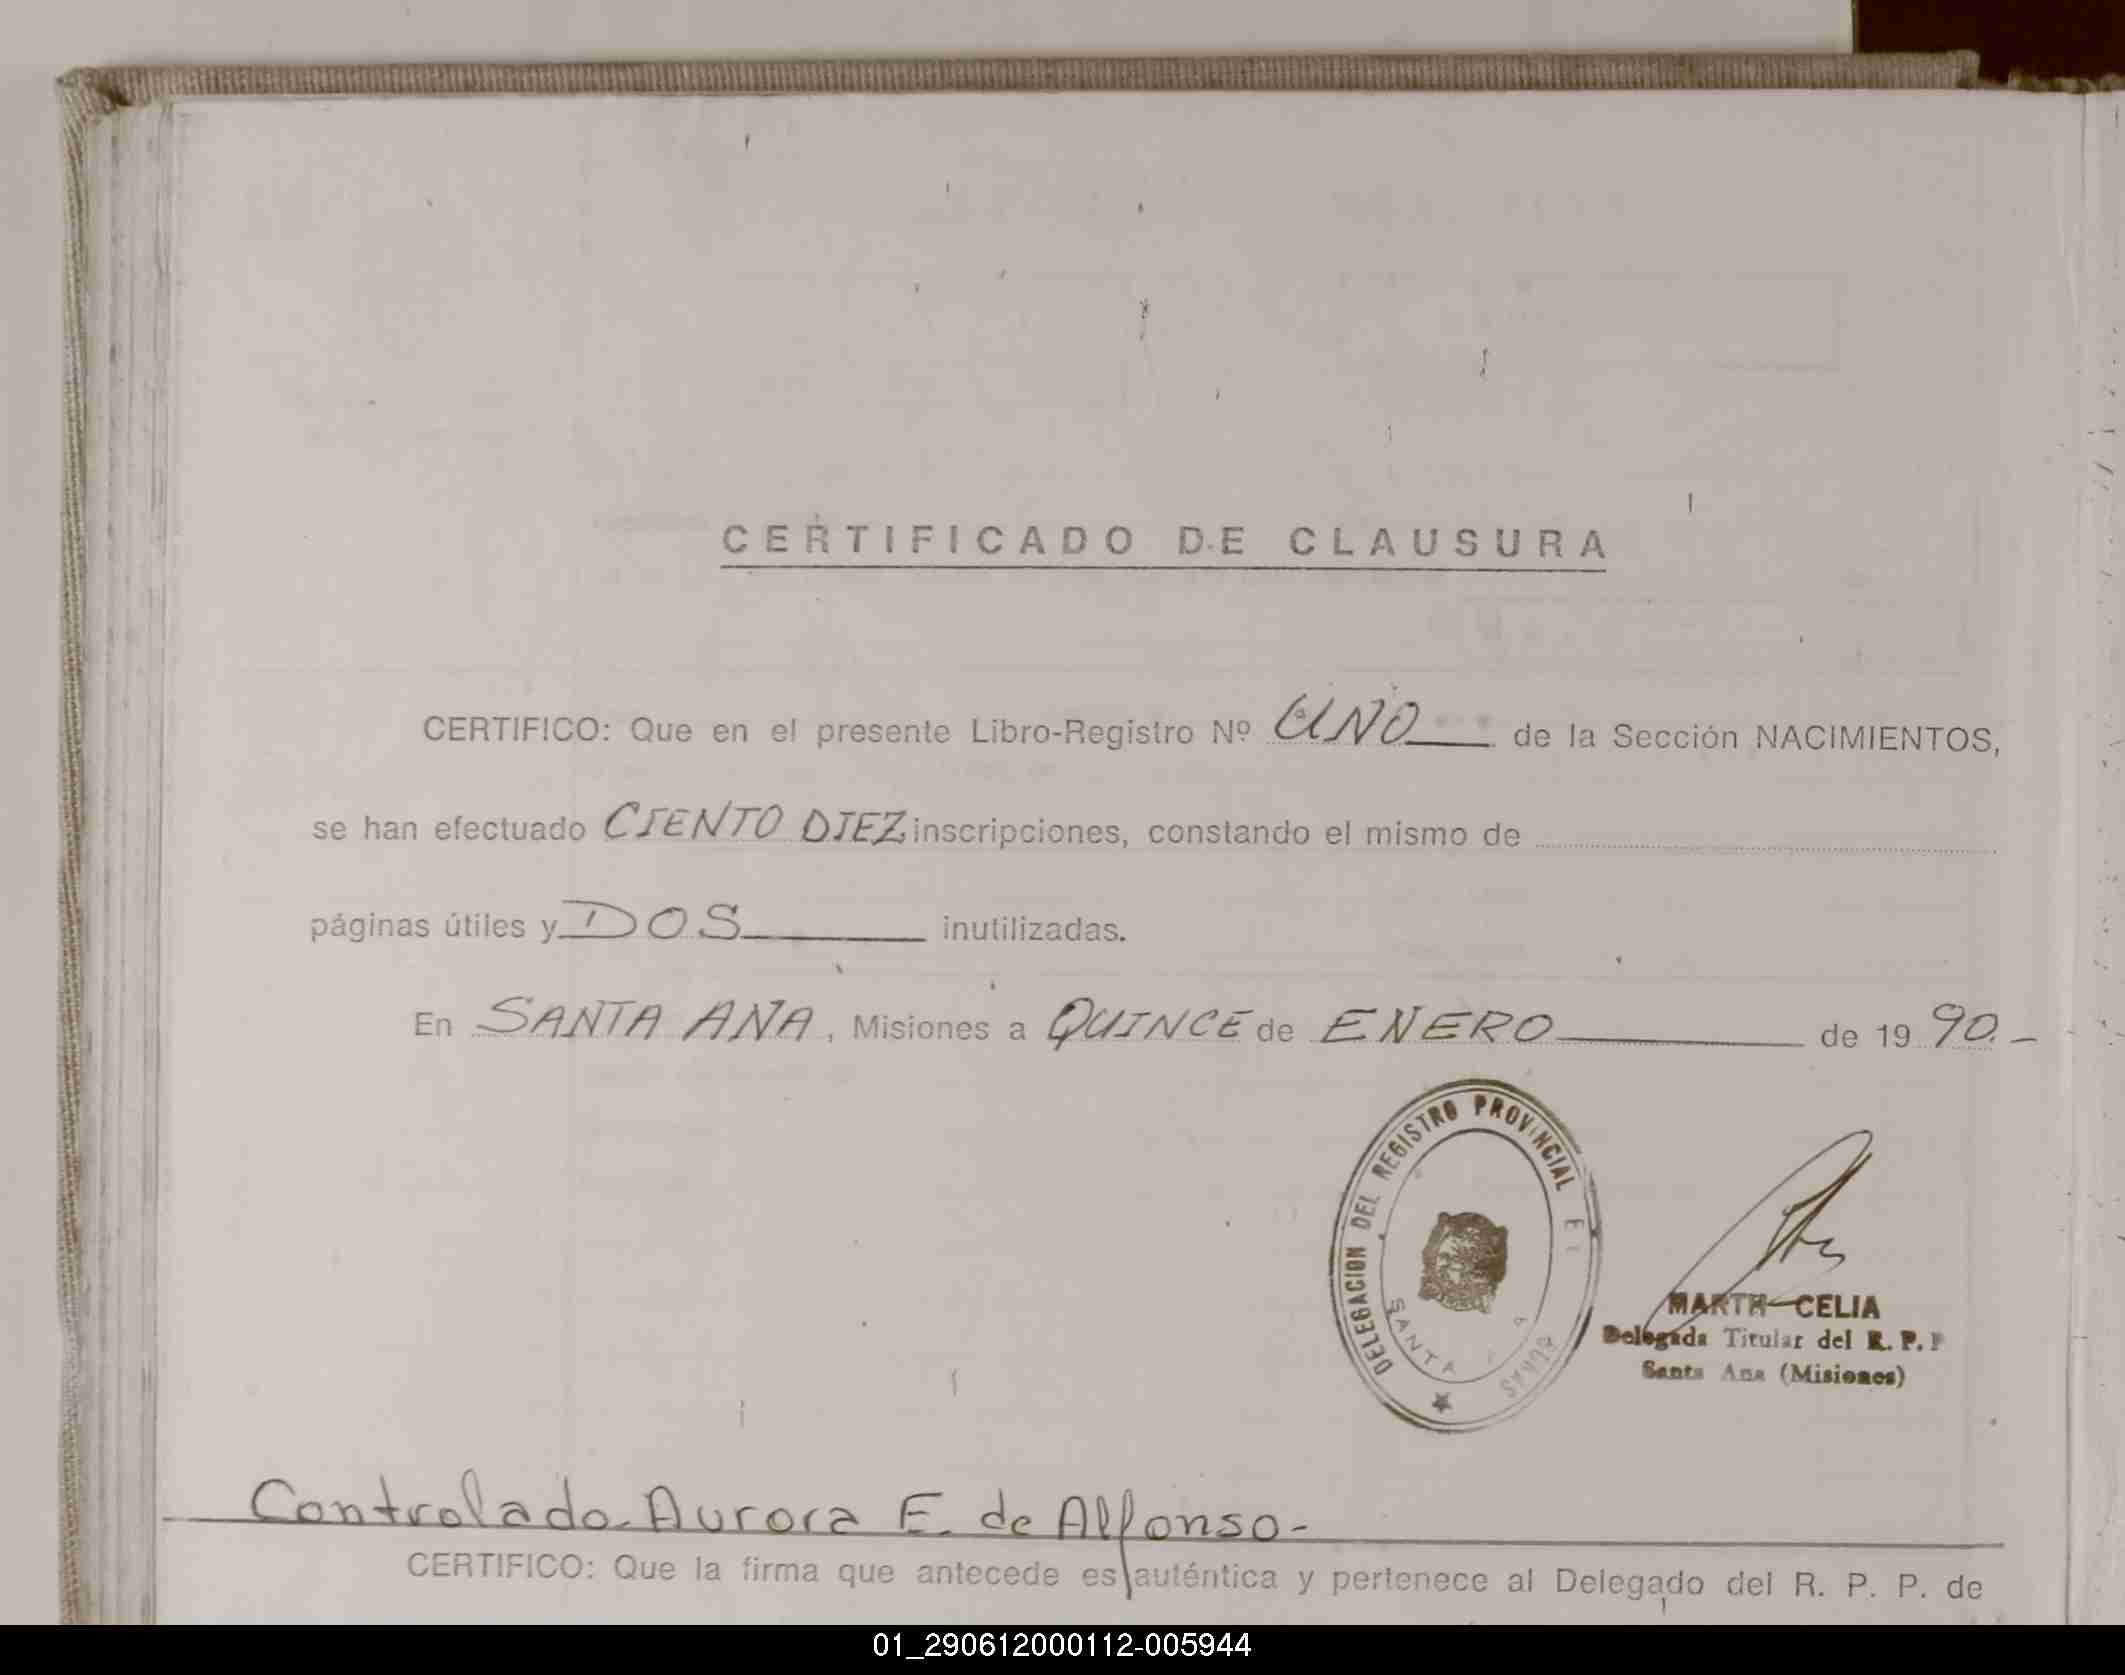 CERTIFICADO DE CLAUSURA
CERTIFICO: Que en el presente Libro-Registro Nº UNO de la Sección NACIMIENTOS,
se han efectuado CIENTO DIEZ inscripciones, constando el mismo de
páginas útiles y DOS inutilizadas.
En SANTA ANA, Misiones a QUINCE de ENERO de 1990.-
DELEGACION DEL REGISTRO PROVINCIAL
SANTA
MARTH CELIA
Delegada Titular del R. P. P
Santa Ana (Misiones)
Controlado Aurora E. de Alfonso-
CERTIFICO: Que la firma que antecede es auténtica y pertenece al Delegado del R. P. P. de
01_290612000112-005944